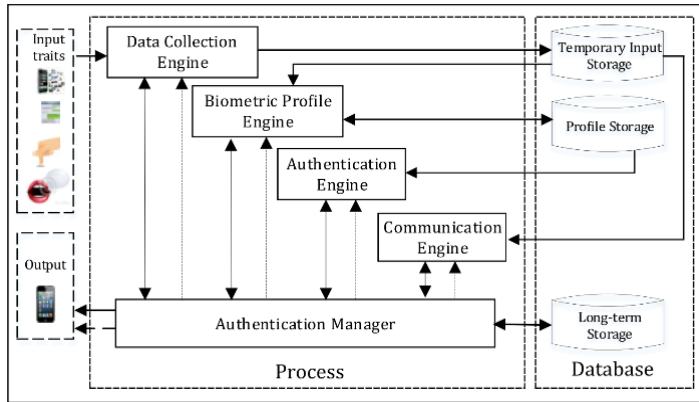 Input
traits
Data Collection
Engine
Temporary Input
Storage
Biometric Profile
Engine
Profile Storage
Authentication
Engine
Communication
Engine
Output
Authentication Manager
Long-term
Storage
Process
Database